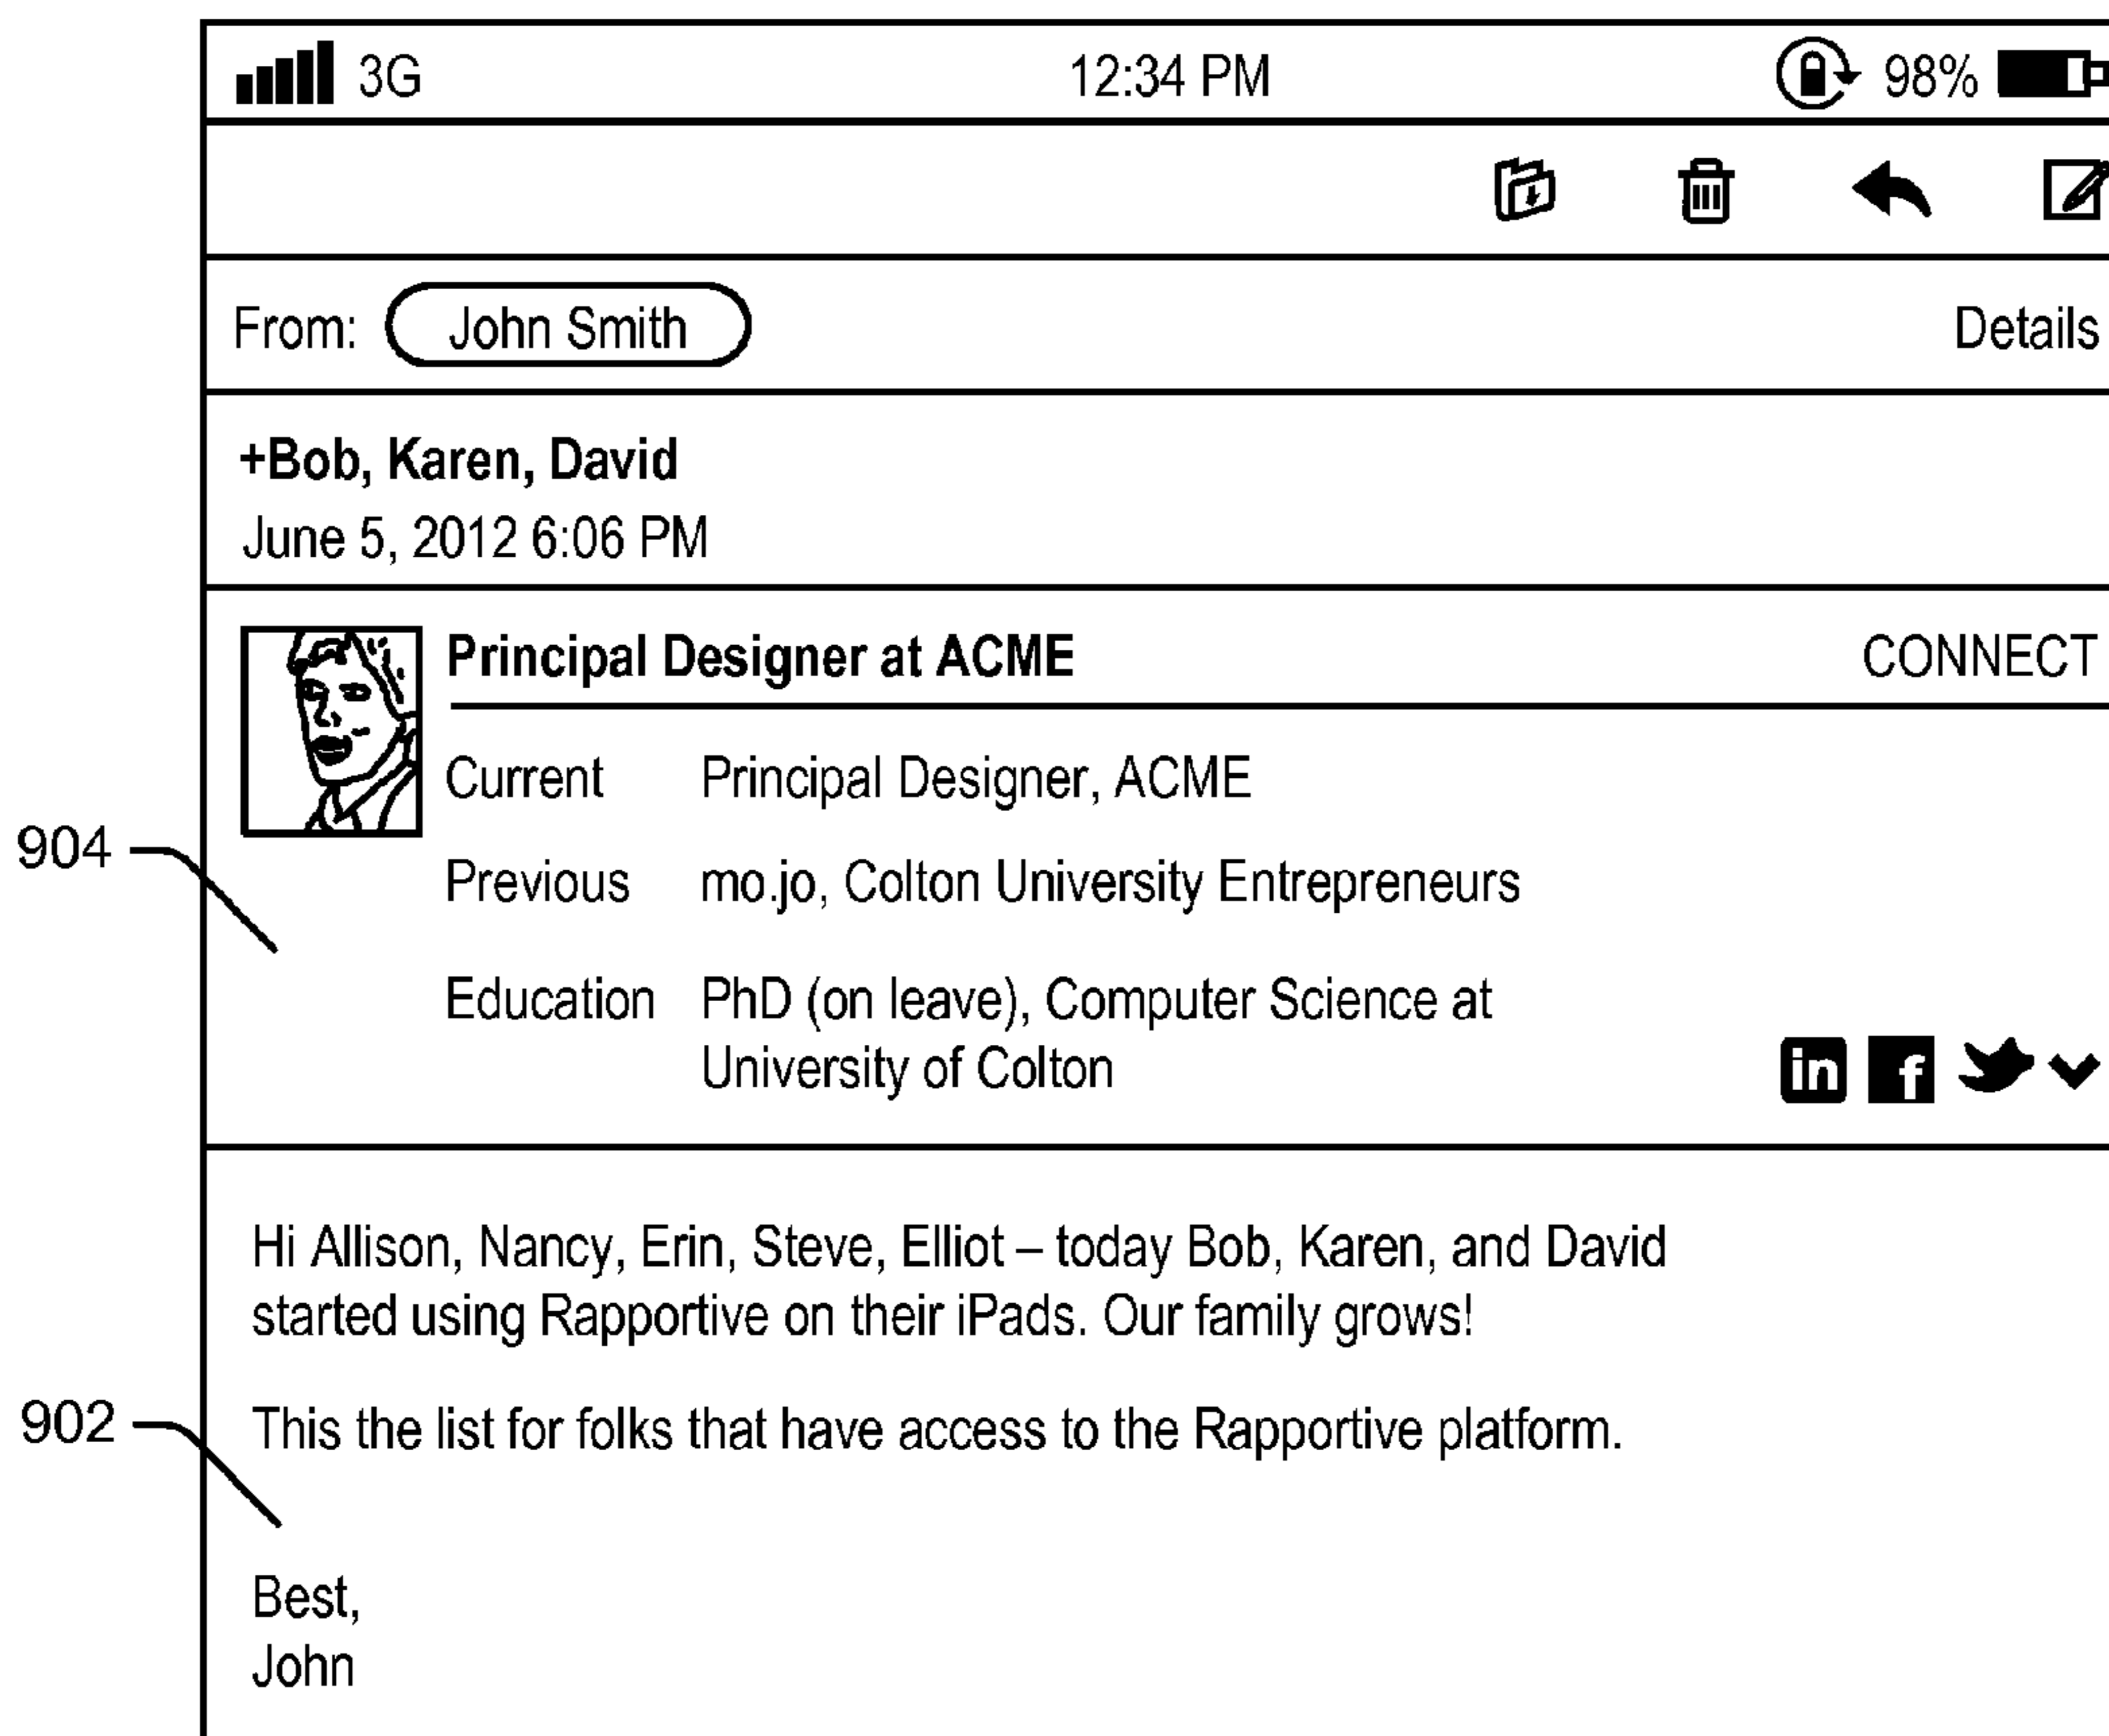 3G 12:34 PM 98%
From: John Smith Details
+Bob, Karen, David
June 5, 2012 6:06 PM
Principal Designer at ACME CONNECT
Current Principal Designer, ACME
904
Previous mo.jo, Colton University Entrepreneurs
Education PhD (on leave), Computer Science at
University of Colton
in f
Hi Allison, Nancy, Erin, Steve, Elliot – today Bob, Karen, and David
started using Rapportive on their iPads. Our family grows!
902
This the list for folks that have access to the Rapportive platform.
Best,
John